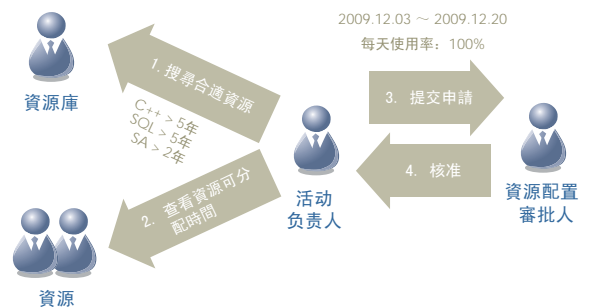 2009.12.03 ～ 2009.12.20
每天使用率：100%
1. 搜尋合適資源
C++ > 5年
SQL > 5年
SA > 2年
資源庫
3. 提交申請
4. 核准
2. 查看資源可分
配時間
活动
负责人
資源配置
審批人
資源